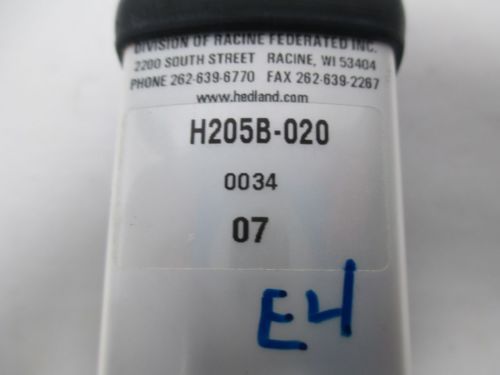 DIVISION OF RACINE FEDERATED INC.
2200 SOUTH STREET RACINE, WI 53404
PHONE 262-639-6770 FAX 262-639-2267
www.hedland.com
H205B-020
0034
07
E4